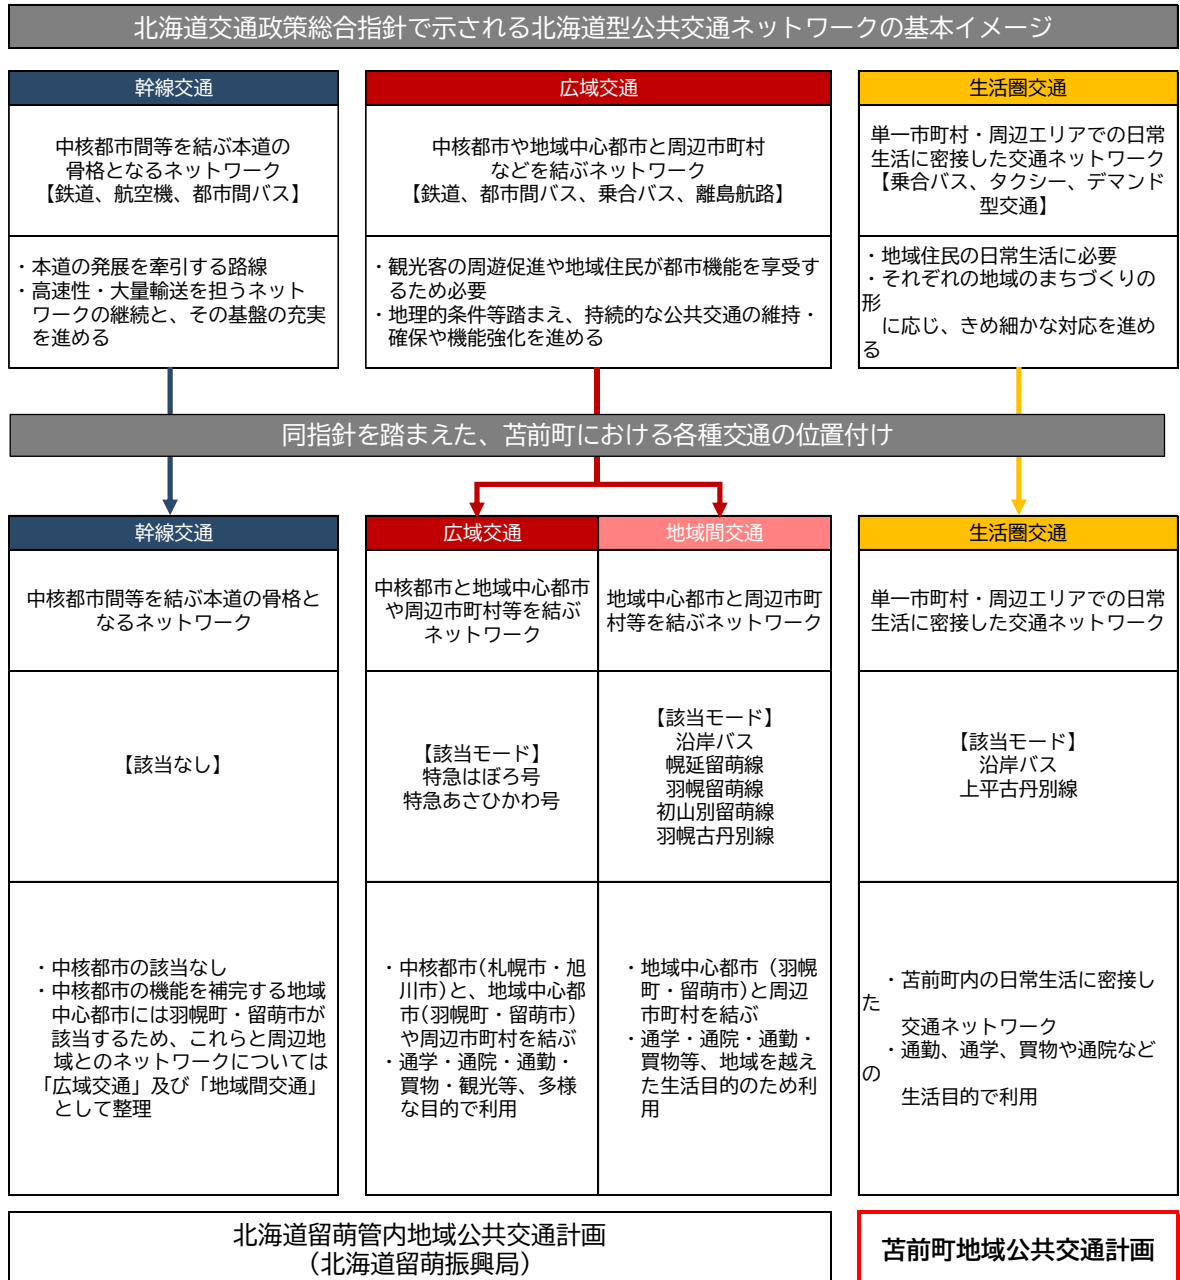 北海道交通政策総合指針で示される北海道型公共交通ネットワークの基本イメージ
幹線交通
中核都市間等を結ぶ本道の
骨格となるネットワーク
【鉄道、航空機、都市間バス】
・本道の発展を牽引する路線
・高速性・大量輸送を担うネット
ワークの継続と、その基盤の充実
を進める
広域交通
中核都市や地域中心都市と周辺市町村
などを結ぶネットワーク
【鉄道、都市間バス、乗合バス、離島航路】
・観光客の周遊促進や地域住民が都市機能を享受す
るため必要
・地理的条件等踏まえ、持続的な公共交通の維持・
確保や機能強化を進める
生活圏交通
単一市町村・周辺エリアでの日常
生活に密接した交通ネットワーク
【乗合バス、タクシー、デマンド
型交通】
・地域住民の日常生活に必要
・それぞれの地域のまちづくりの
形
に応じ、きめ細かな対応を進め
る
同指針を踏まえた、苫前町における各種交通の位置付け
幹線交通
中核都市間等を結ぶ本道の骨格と
なるネットワーク
【該当なし】
・中核都市の該当なし
・中核都市の機能を補完する地域
中心都市には羽幌町・留萌市が
該当するため、これらと周辺地
域とのネットワークについては
「広域交通」及び「地域間交通」
として整理
広域交通
中核都市と地域中心都市
や周辺市町村等を結ぶ
ネットワーク
【該当モード】
特急はぼろ号
特急あさひかわ号
・中核都市(札幌市・旭
川市)と、地域中心都
市(羽幌町・留萌市)
や周辺市町村を結ぶ
・通学・通院・通勤・
買物・観光等、多様
な目的で利用
地域間交通
地域中心都市と周辺市町
村等を結ぶネットワーク
【該当モード】
沿岸バス
幌延留萌線
羽幌留萌線
初山別留萌線
羽幌古丹別線
・地域中心都市（羽幌
町・留萌市)と周辺
市町村を結ぶ
・通学・通院・通勤・
買物等、地域を越え
た生活目的のため利
用
生活圏交通
単一市町村・周辺エリアでの日常
生活に密接した交通ネットワーク
【該当モード】
沿岸バス
上平古丹別線
・苫前町内の日常生活に密接し
た
交通ネットワーク
・通勤、通学、買物や通院など
の
生活目的で利用
北海道留萌管内地域公共交通計画
（北海道留萌振興局）
苫前町地域公共交通計画